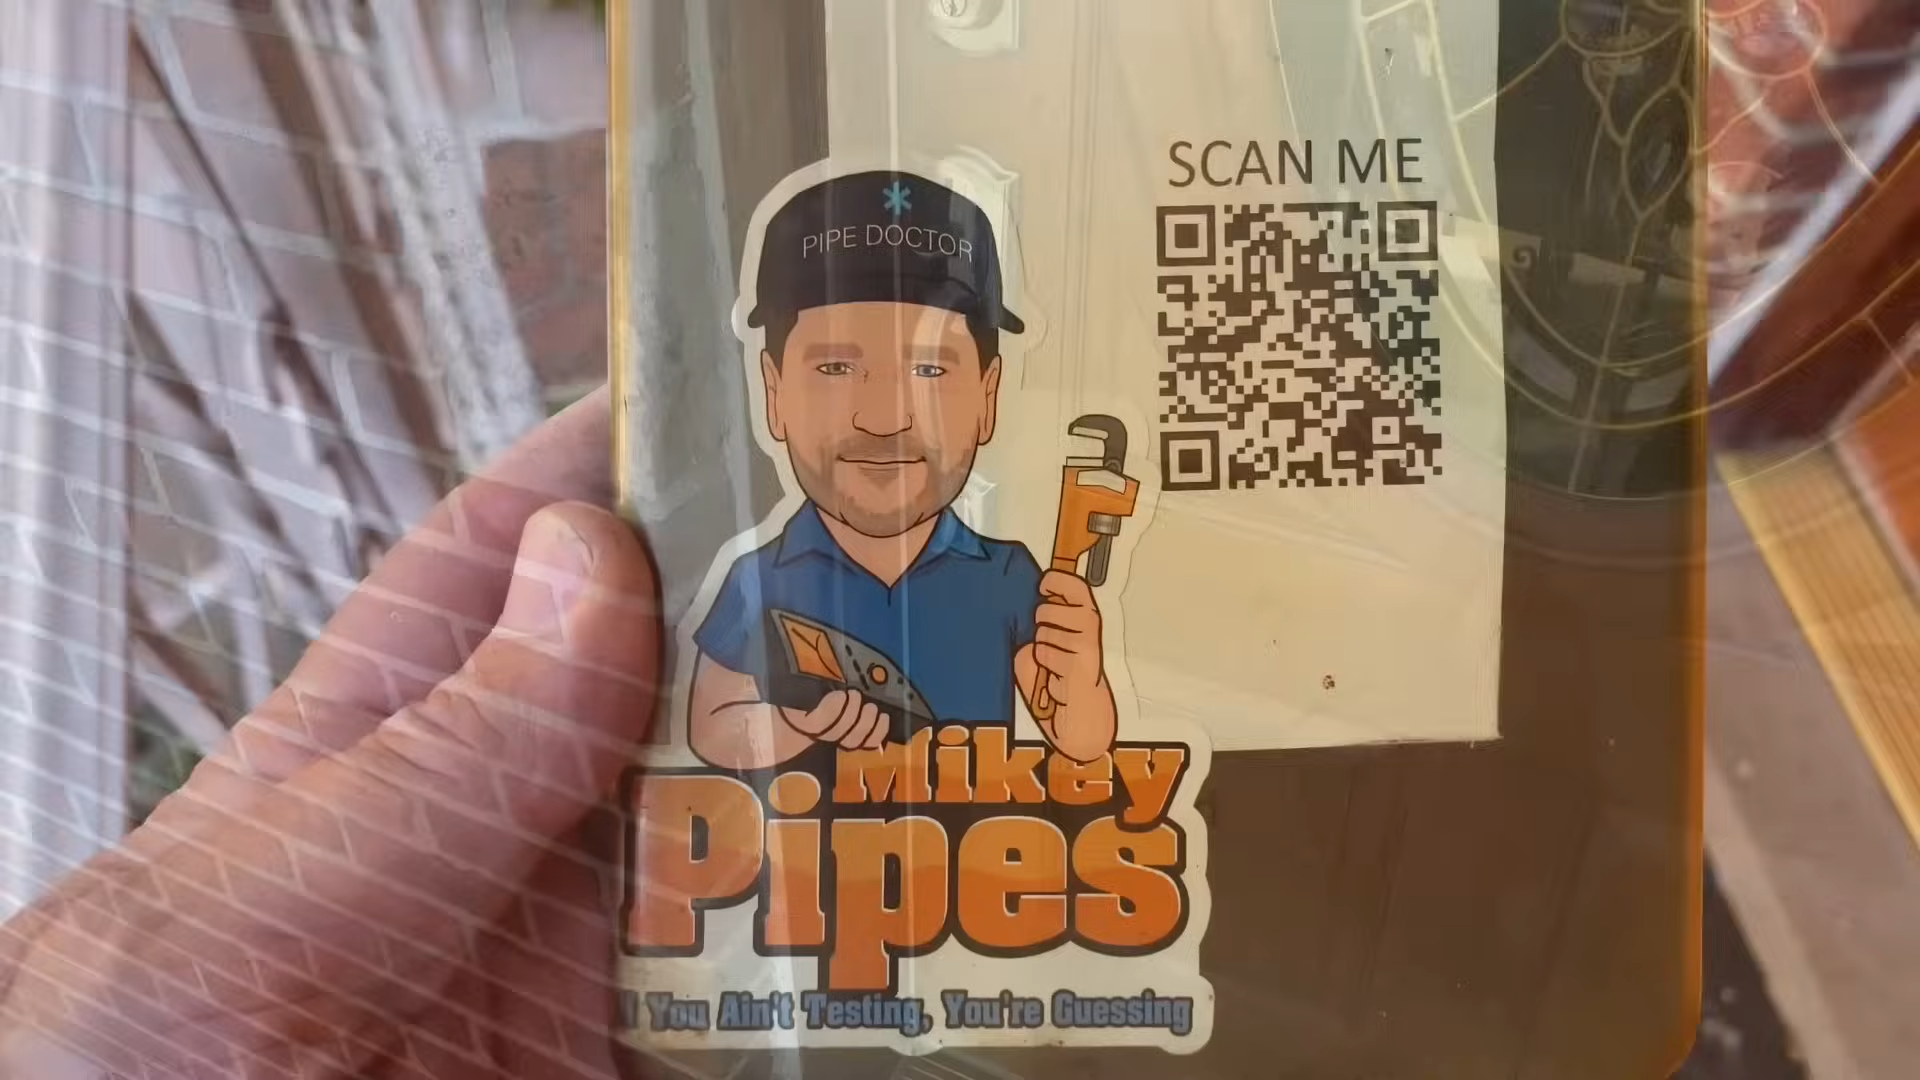 SCAN ME
PIPE DOCTOR
Mikey
Pipes
You Ain't Testing, You're Guessing